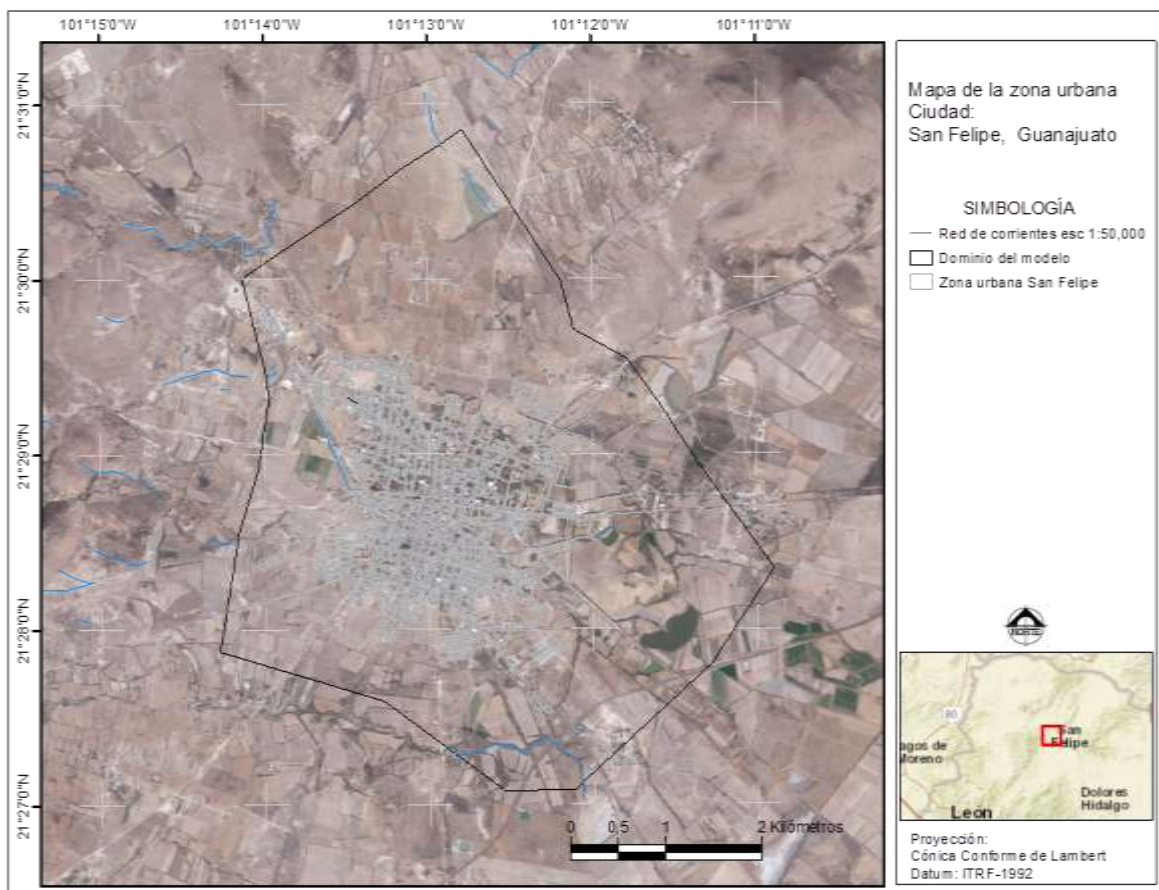 101°15'0"W
101°14'0"W
101°13'0"W
101°12'0"W
101°11'0"W
21°31'0"N
21°30'0"N
21°29'0"N
21°28'0"N
21°27'0"N
0 0,5 1 2 Kilómetros
Mapa de la zona urbana
Ciudad:
San Felipe, Guanajuato
SIMBOLOGÍA
Red de corrientes esc 1:50,000
Dominio del modelo
Zona urbana San Felipe
NORTE
80
San
Felipe
agos de
Moreno
Dolores
Hidalgo
León
Proyección:
Cónica Conforme de Lambert
Datum: ITRF-1992